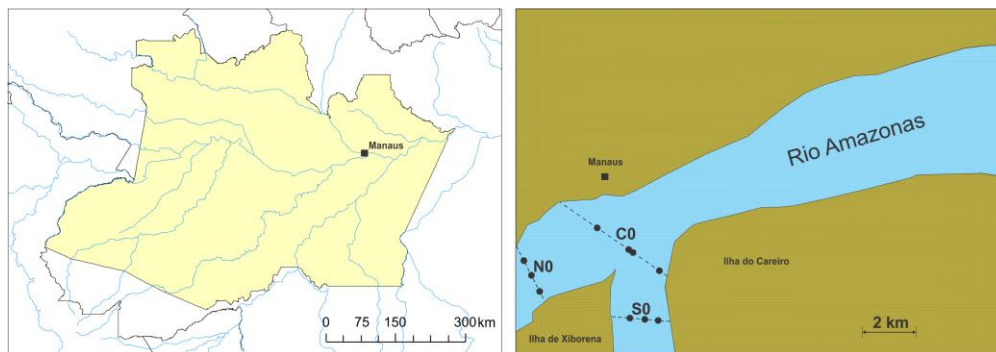 Manaus
0 75 150 300 km
Rio Amazonas
Manaus
C0
N0
Ilha do Careiro
S0
Ilha de Xiborena
2 km